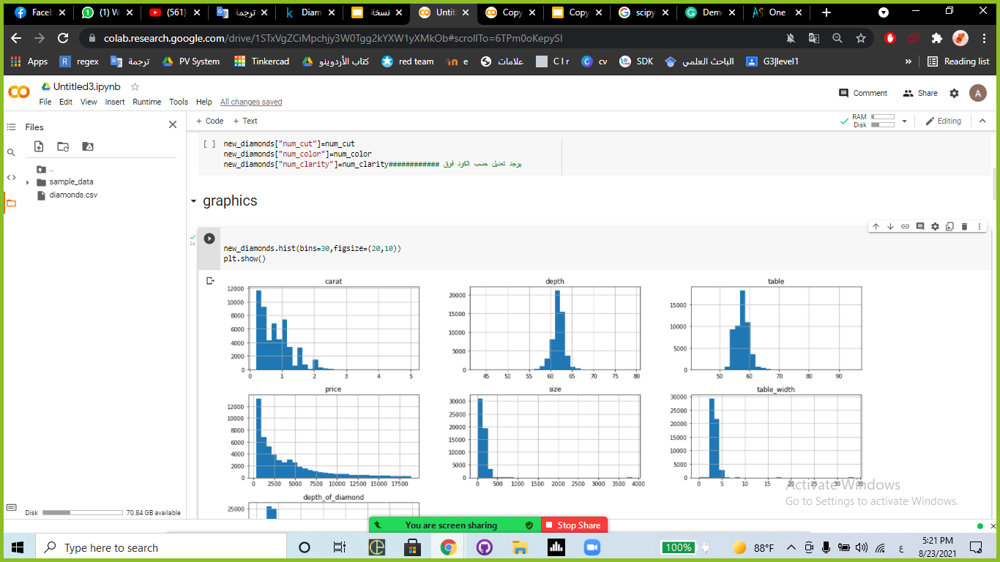 Facel
(1) W
(561)
ترجمة
Diam
نسخة
Untit
Copy
Copy
scipy
Dem
One
colab.research.google.com/drive/1STxVgZCiMpchjy3W0Tgg2kYXW1yXMkOb#scrollTo=6TPm0oKepySI
Apps
regex
ترجمة
PV System
Tinkercad
كتاب الأردوينو
red team
e
علامات
C I r
cv
SDK
الباحث العلمي
G3|level1
»
Reading list
Untitled3.ipynb
File Edit View Insert Runtime Tools Help All changes saved
Comment
Share
A
Files
+ Code + Text
RAM
Disk
Editing
..
sample_data
diamonds.csv
[ ] new_diamonds["num_cut"]=num_cut
new_diamonds["num_color"]=num_color
new_diamonds["num_clarity"]=num_clarity############ يوجد تعديل حسب الكود فوق
graphics
2s
new_diamonds.hist(bins=30,figsize=(20,10))
plt.show()
carat
12000
10000
8000
6000
4000
2000
0
0 1 2 3 4 5
depth
20000
15000
10000
5000
0
45 50 55 60 65 70 75 80
table
15000
10000
5000
0
50 60 70 80 90
price
12000
10000
8000
6000
4000
2000
0
0 2500 5000 7500 10000 12500 15000 17500
size
30000
25000
20000
15000
10000
5000
0
0 500 1000 1500 2000 2500 3000 3500 4000
table_width
30000
25000
20000
15000
10000
5000
0
0 5 10 15 20 25 30 35
depth_of_diamond
25000
Activate Windows
Go to Settings to activate Windows.
Disk
70.84 GB available
You are screen sharing
Stop Share
Type here to search
100%
88°F
ع
5:21 PM
8/23/2021